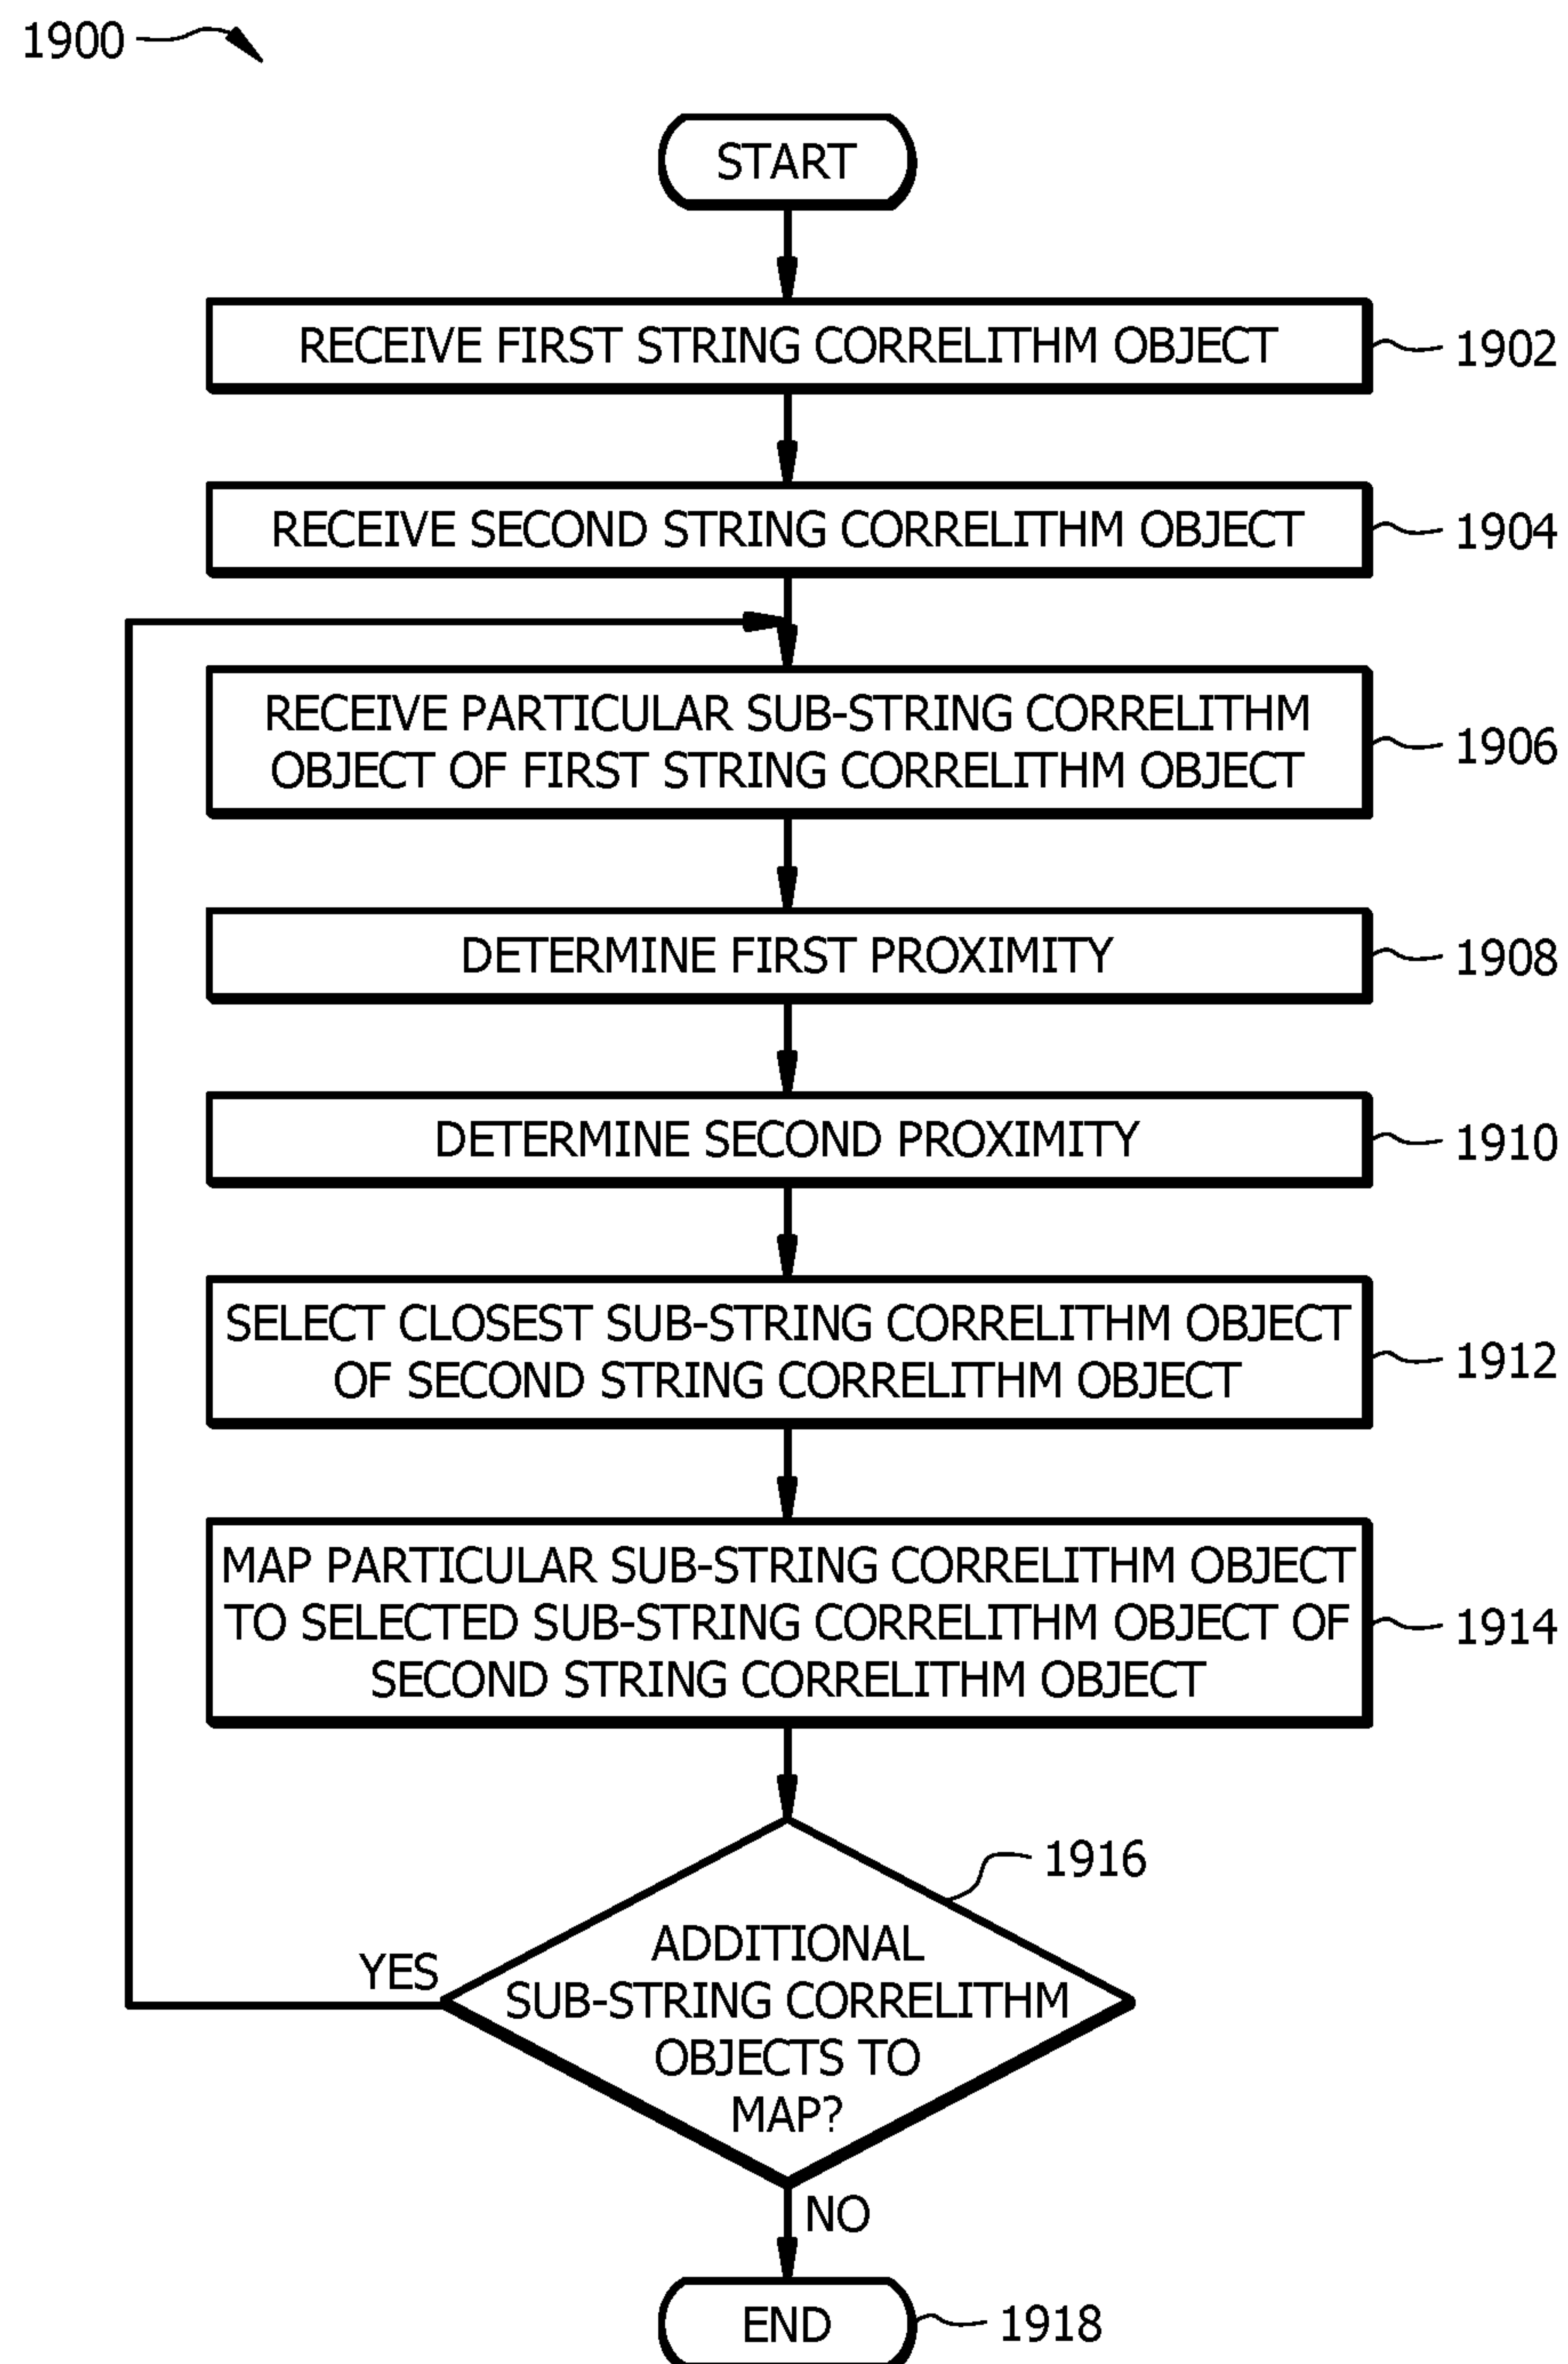 1900
START
RECEIVE FIRST STRING CORRELITHM OBJECT
1902
RECEIVE SECOND STRING CORRELITHM OBJECT
1904
RECEIVE PARTICULAR SUB-STRING CORRELITHM
OBJECT OF FIRST STRING CORRELITHM OBJECT
1906
DETERMINE FIRST PROXIMITY
1908
DETERMINE SECOND PROXIMITY
1910
SELECT CLOSEST SUB-STRING CORRELITHM OBJECT
OF SECOND STRING CORRELITHM OBJECT
1912
MAP PARTICULAR SUB-STRING CORRELITHM OBJECT
TO SELECTED SUB-STRING CORRELITHM OBJECT OF
SECOND STRING CORRELITHM OBJECT
1914
1916
ADDITIONAL
SUB-STRING CORRELITHM
OBJECTS TO
MAP?
YES
NO
END
1918